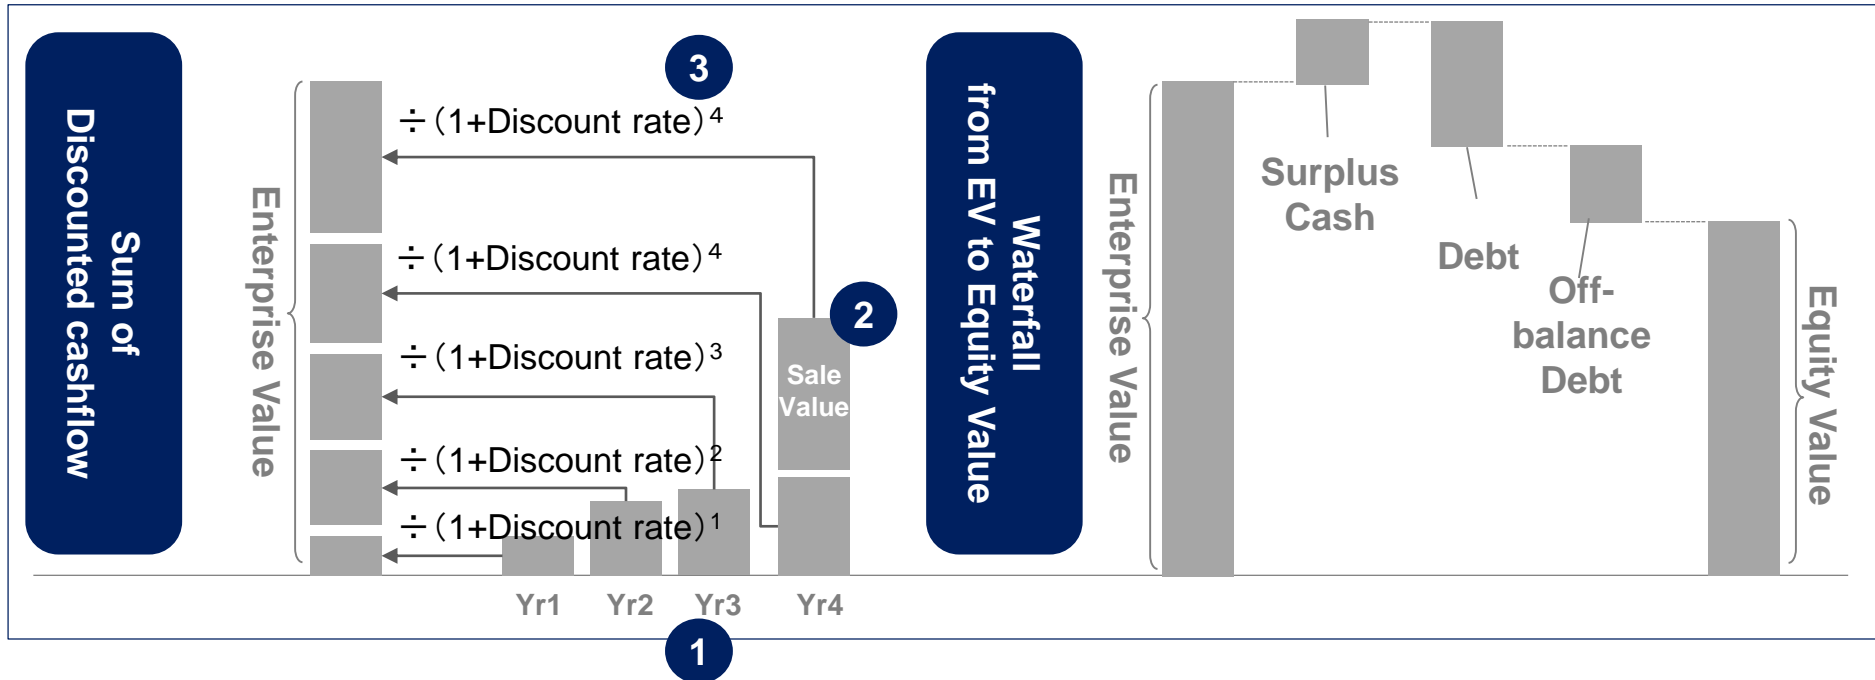 Sum of
Discounted cashflow
Enterprise Value
3
÷（1+Discount rate）4
÷（1+Discount rate）4
÷（1+Discount rate）3
÷（1+Discount rate）2
÷（1+Discount rate）1
2
Sale
Value
Yr1
Yr2
Yr3
Yr4
1
Waterfall
from EV to Equity Value
Enterprise Value
Surplus
Cash
Debt
Off-
balance
Debt
Equity Value